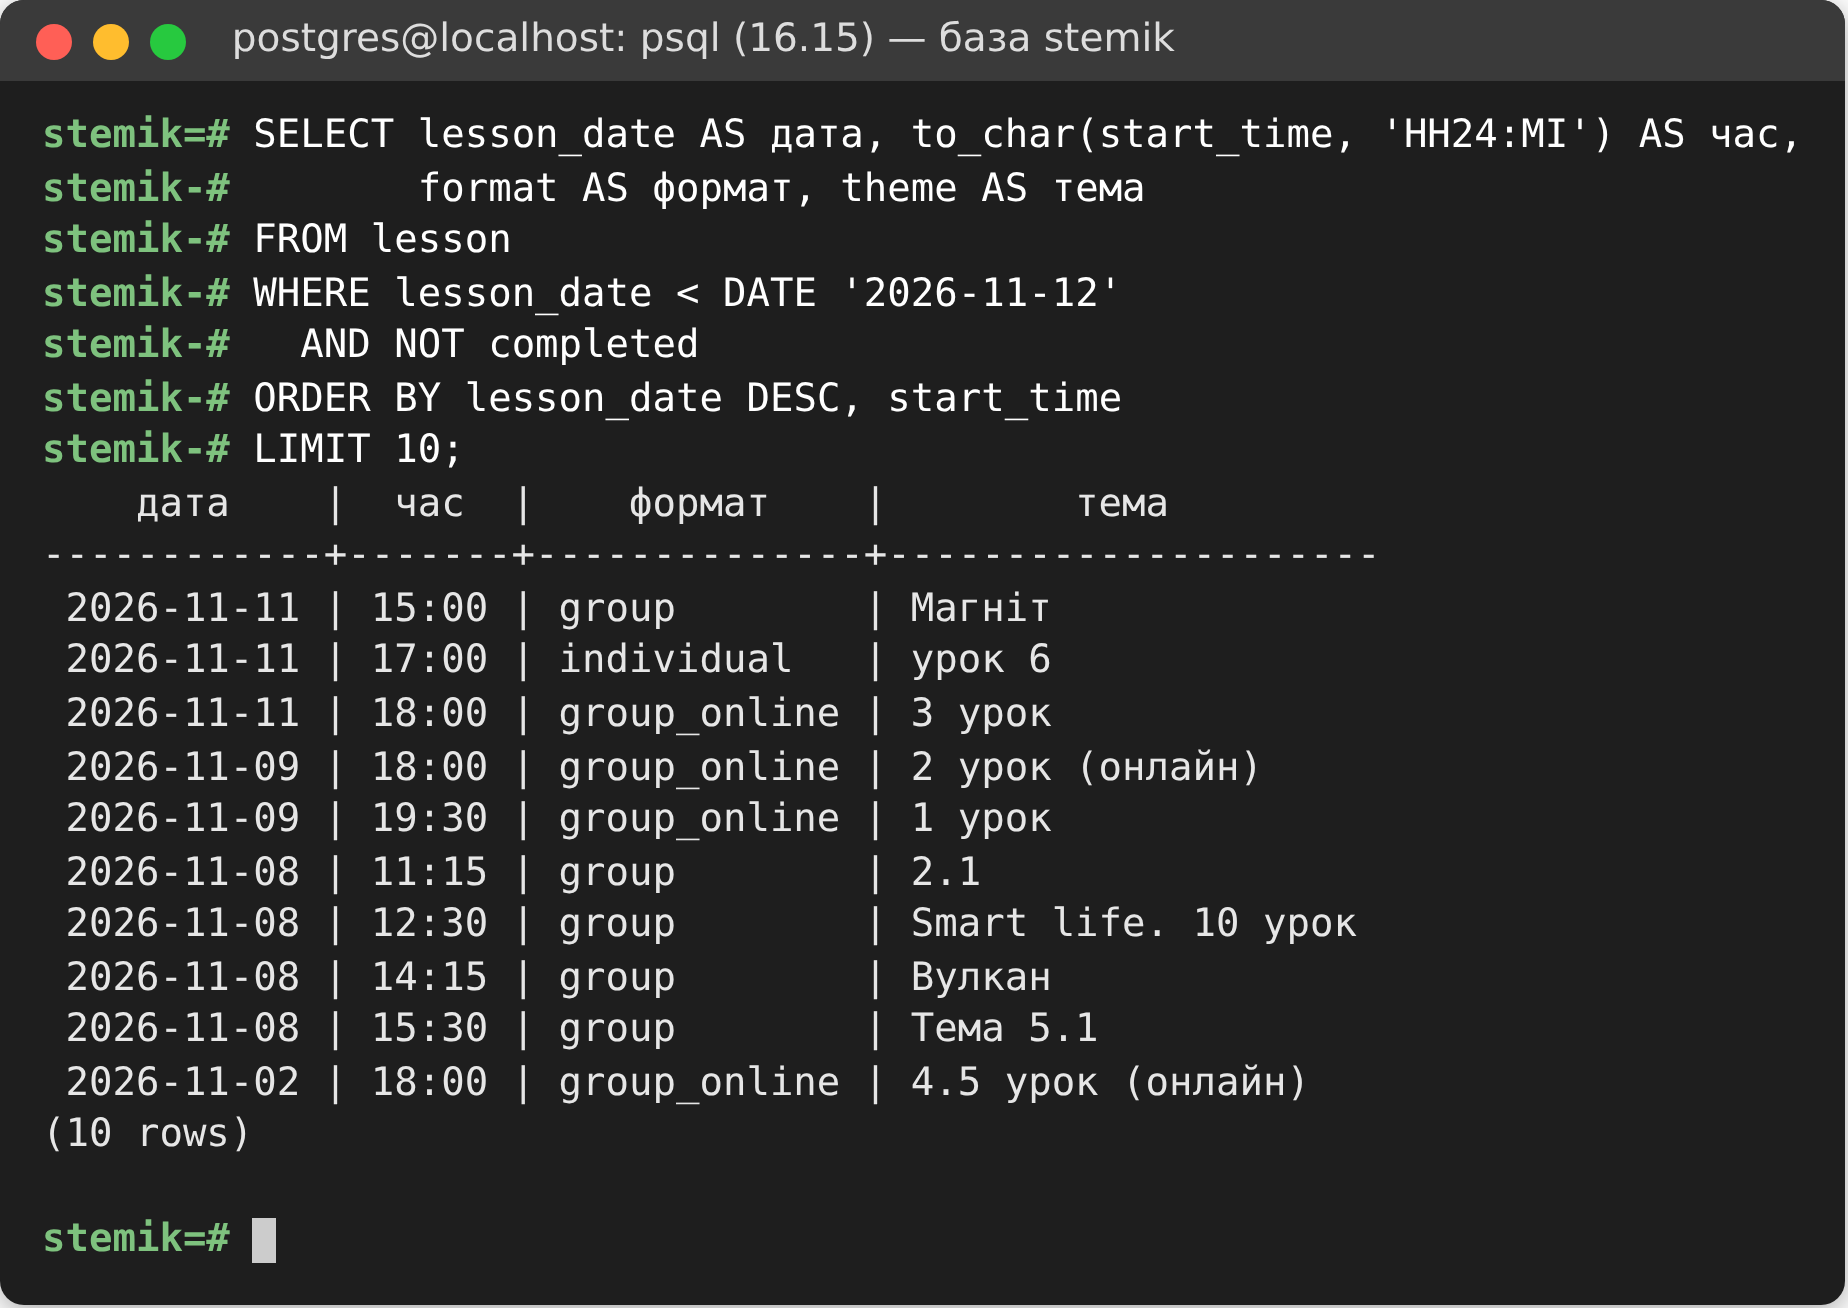 postgres@localhost: psql (16.15) — база stemik
stemik=# SELECT lesson_date AS дата, to_char(start_time, 'HH24:MI') AS час,
stemik-#        format AS формат, theme AS тема
stemik-# FROM lesson
stemik-# WHERE lesson_date < DATE '2026-11-12'
stemik-#   AND NOT completed
stemik-# ORDER BY lesson_date DESC, start_time
stemik-# LIMIT 10;
    дата    |  час  |    формат    |        тема
------------+-------+--------------+---------------------
 2026-11-11 | 15:00 | group        | Магніт
 2026-11-11 | 17:00 | individual   | урок 6
 2026-11-11 | 18:00 | group_online | 3 урок
 2026-11-09 | 18:00 | group_online | 2 урок (онлайн)
 2026-11-09 | 19:30 | group_online | 1 урок
 2026-11-08 | 11:15 | group        | 2.1
 2026-11-08 | 12:30 | group        | Smart life. 10 урок
 2026-11-08 | 14:15 | group        | Вулкан
 2026-11-08 | 15:30 | group        | Тема 5.1
 2026-11-02 | 18:00 | group_online | 4.5 урок (онлайн)
(10 rows)
stemik=#